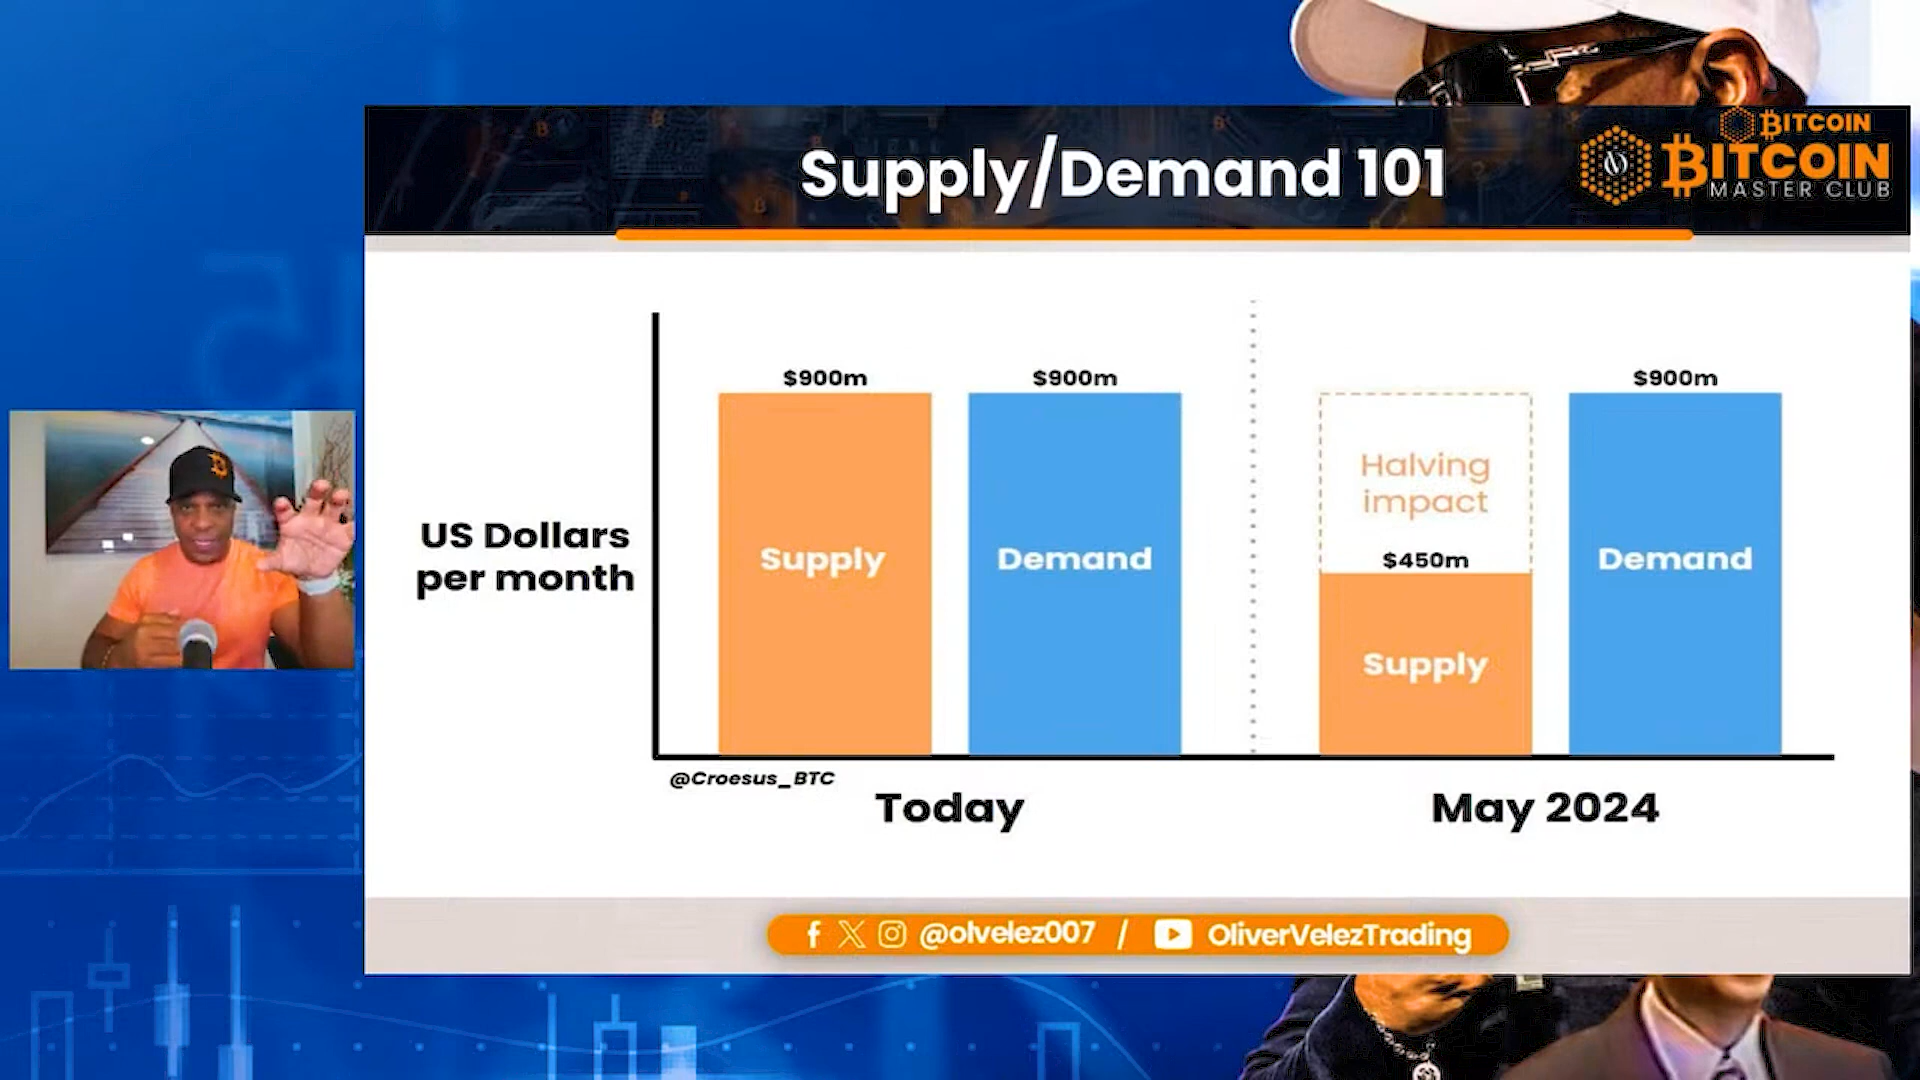 Supply/Demand 101
BITCOIN
BITCOIN
MASTER CLUB
US Dollars
per month
$900m
Supply
$900m
Demand
Halving
impact
$450m
Supply
$900m
Demand
@Croesus_BTC
Today
May 2024
@olvelez007 / OliverVelezTrading